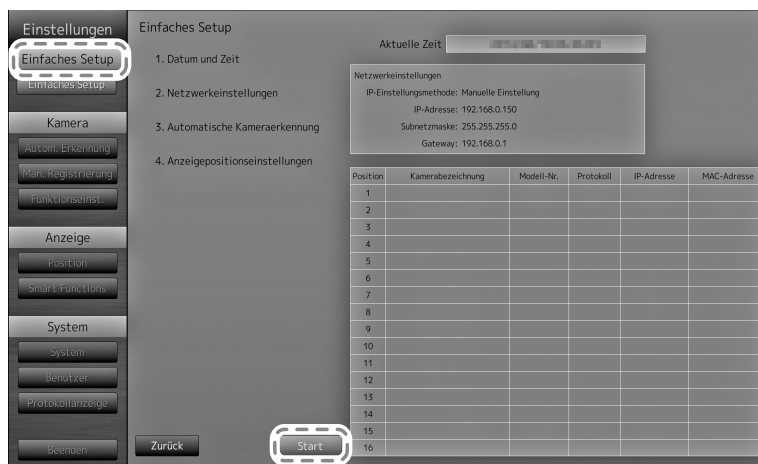 Einstellungen
Einfaches Setup
Einfaches Setup
Kamera
Autom. Erkennung
Man. Registrierung
Funktionseinst.
Anzeige
Position
Smart Functions
System
System
Benutzer
Protokollanzeige
Beenden
Einfaches Setup
1. Datum und Zeit
2. Netzwerkeinstellungen
3. Automatische Kameraerkennung
4. Anzeigepositionseinstellungen
Zurück
Start
Aktuelle Zeit
Netzwerkeinstellungen
IP-Einstellungsmethode: Manuelle Einstellung
IP-Adresse: 192.168.0.150
Subnetzmaske: 255.255.255.0
Gateway: 192.168.0.1
Position Kamerabezeichnung Modell-Nr. Protokoll IP-Adresse MAC-Adresse
1
2
3
4
5
6
7
8
9
10
11
12
13
14
15
16